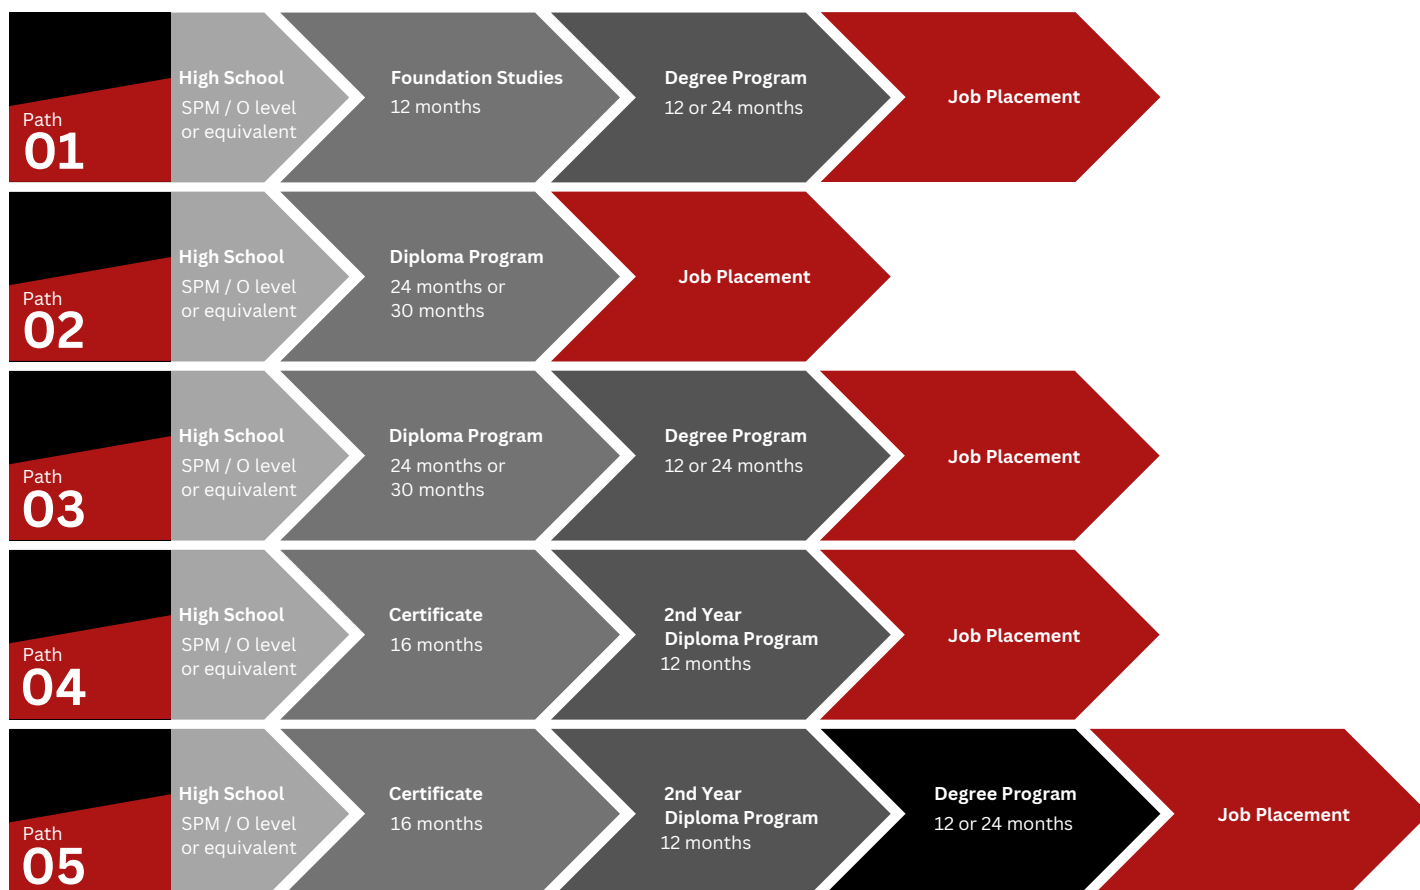 Path
01
High School
SPM / O level
or equivalent
Foundation Studies
12 months
Degree Program
12 or 24 months
Job Placement
Path
02
High School
SPM / O level
or equivalent
Diploma Program
24 months or
30 months
Job Placement
Path
03
High School
SPM / O level
or equivalent
Diploma Program
24 months or
30 months
Degree Program
12 or 24 months
Job Placement
Path
04
High School
SPM / O level
or equivalent
Certificate
16 months
2nd Year
Diploma Program
12 months
Job Placement
Path
05
High School
SPM / O level
or equivalent
Certificate
16 months
2nd Year
Diploma Program
12 months
Degree Program
12 or 24 months
Job Placement